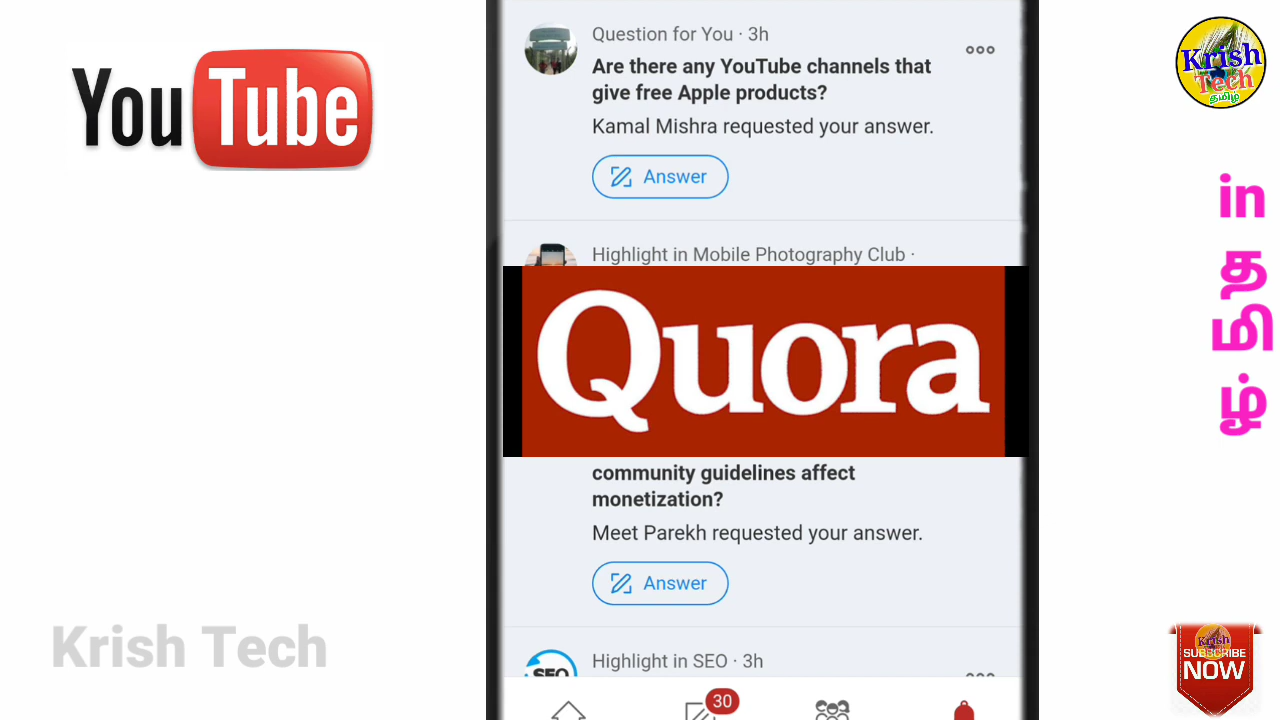 YouTube
Question for You · 3h
Are there any YouTube channels that
give free Apple products?
Kamal Mishra requested your answer.
Answer
Highlight in Mobile Photography Club ·
Quora
community guidelines affect
monetization?
Meet Parekh requested your answer.
Answer
Highlight in SEO · 3h
SEO
30
Krish Tech
Krish
Tech
தமிழ்
in
த
மி
ழ்
SUBSCRIBE
NOW